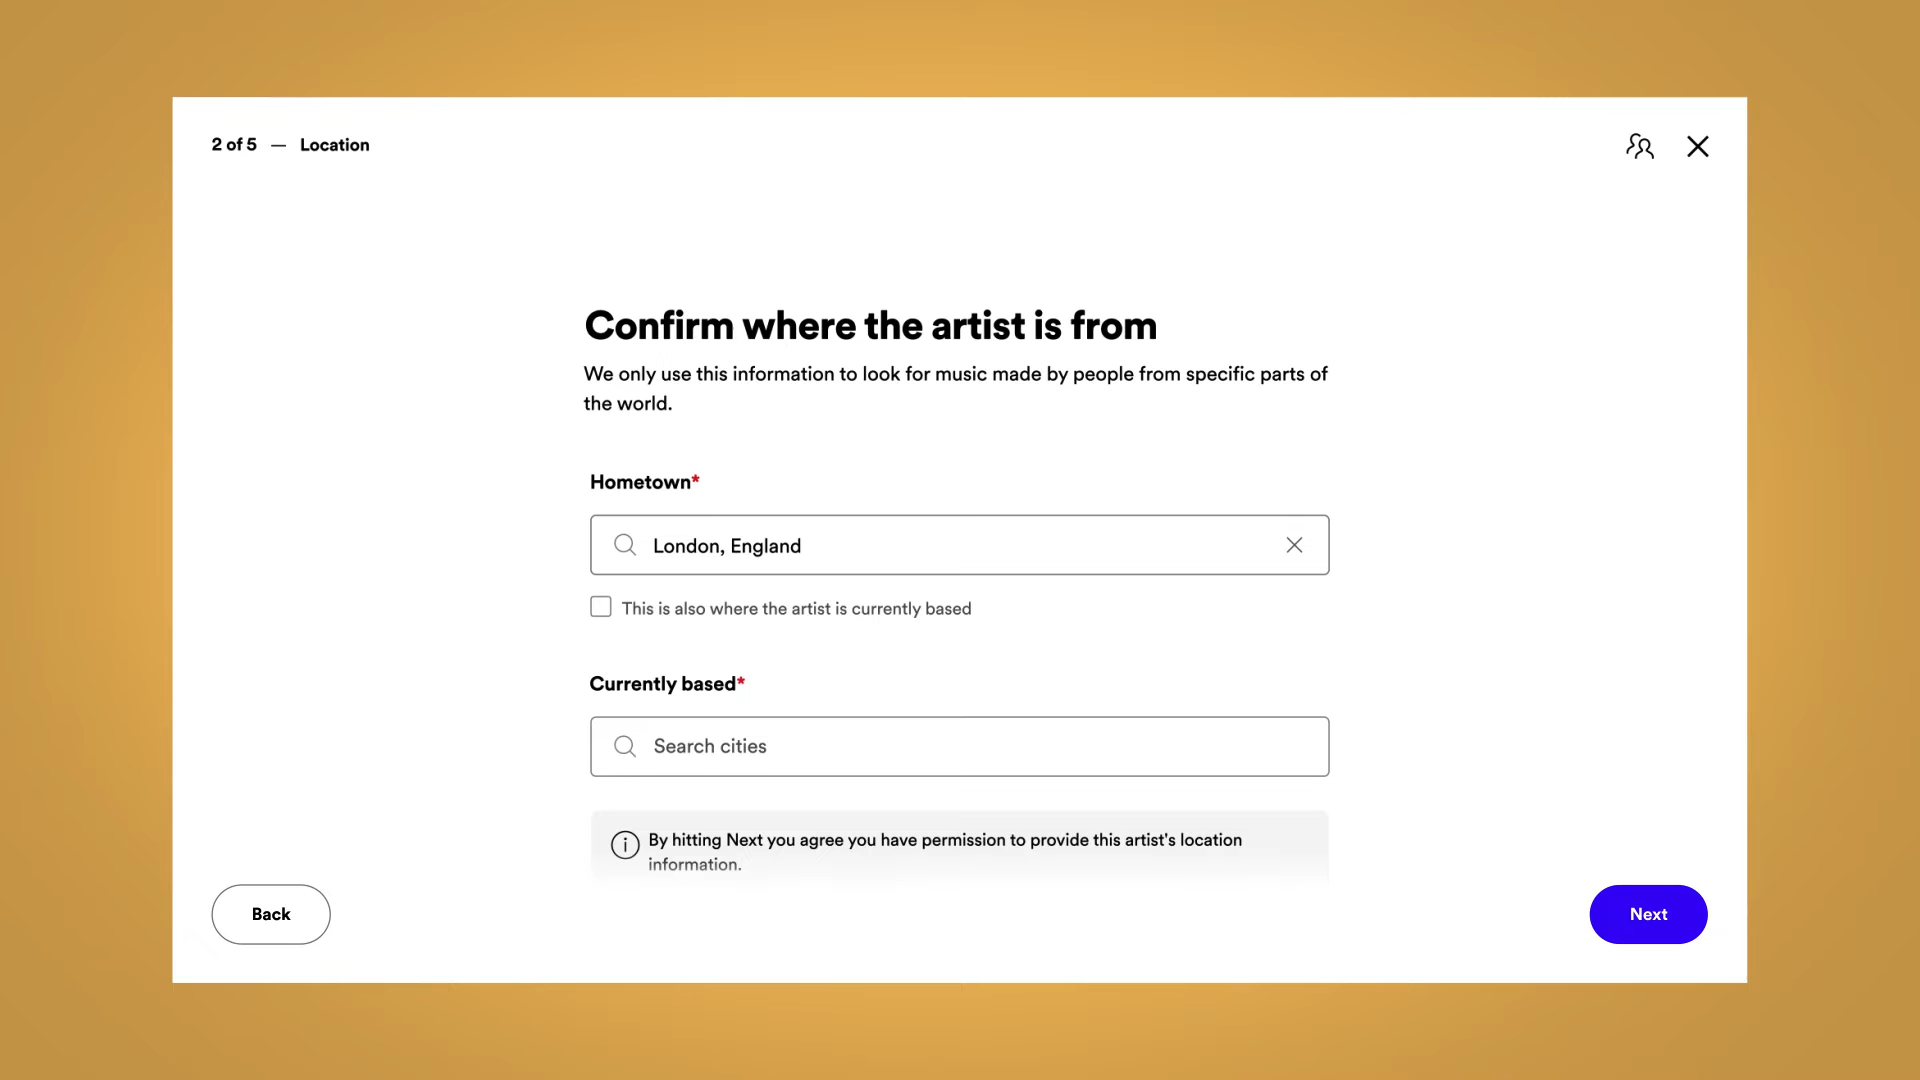 2 of 5 — Location
Confirm where the artist is from
We only use this information to look for music made by people from specific parts of
the world.
Hometown*
London, England
This is also where the artist is currently based
Currently based*
Search cities
By hitting Next you agree you have permission to provide this artist's location
information.
Back
Next